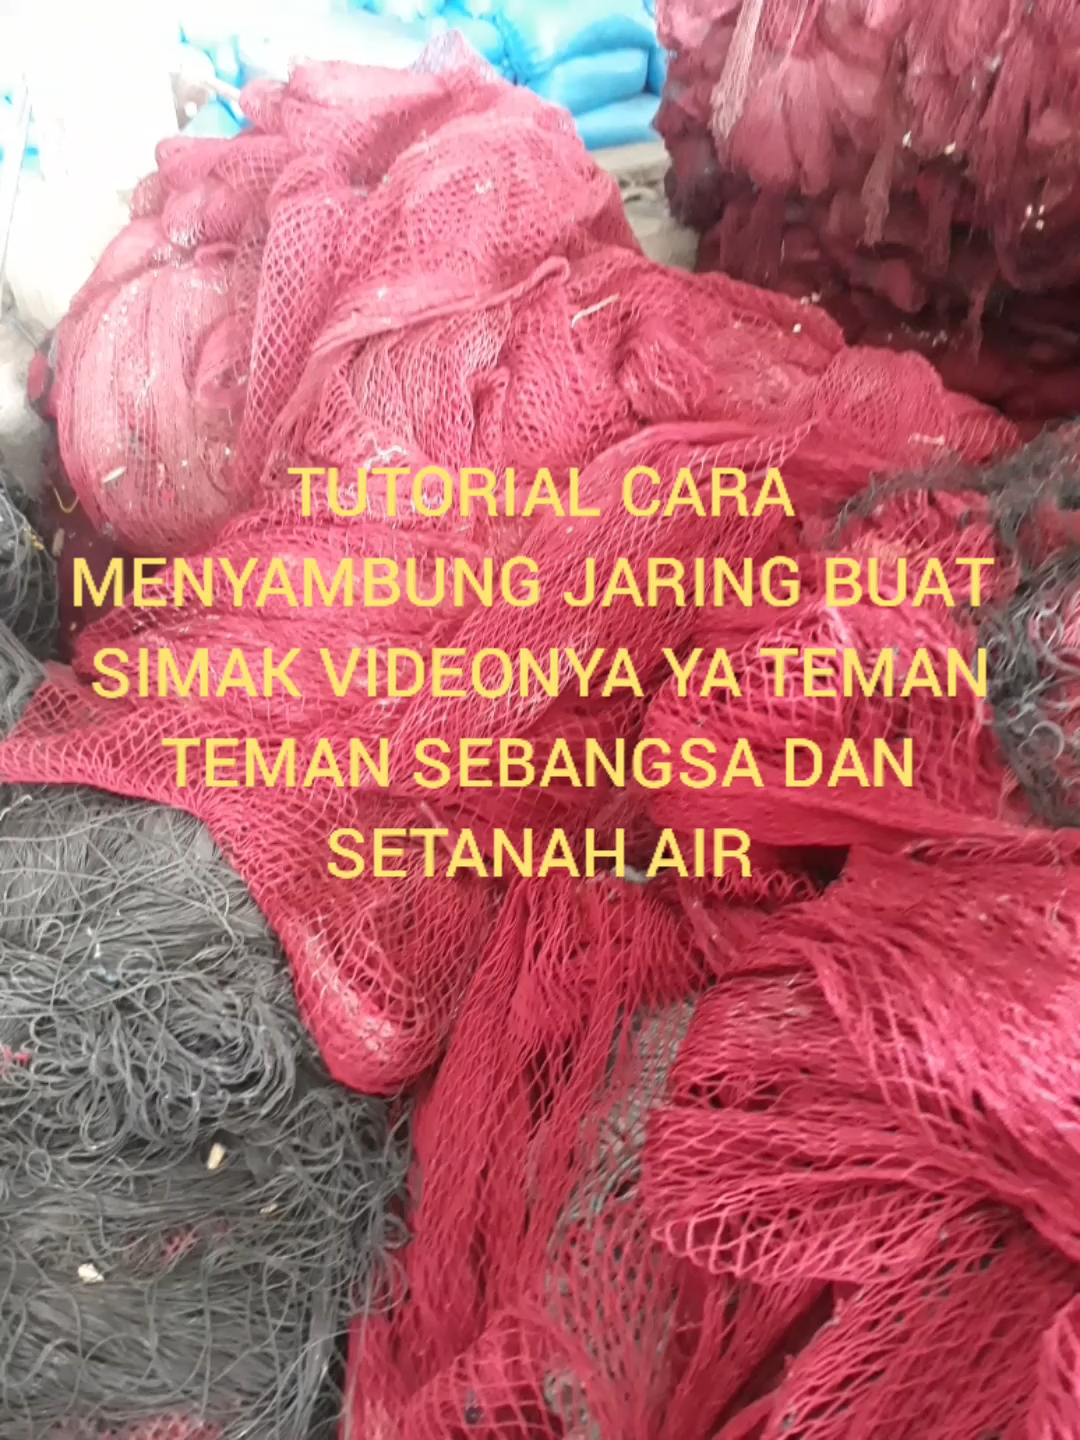 TUTORIAL CARA
MENYAMBUNG JARING BUAT
SIMAK VIDEONYA YA TEMAN
TEMAN SEBANGSA DAN
SETANAH AIR